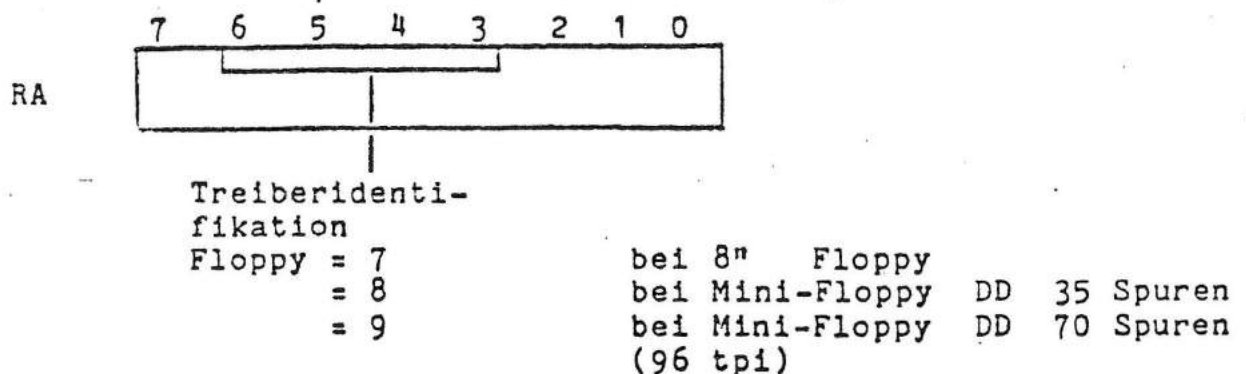 7 6 5 4 3 2 1 0
RA
Treiberidenti-
fikation
Floppy = 7 bei 8" Floppy
= 8 bei Mini-Floppy DD 35 Spuren
= 9 bei Mini-Floppy DD 70 Spuren
(96 tpi)